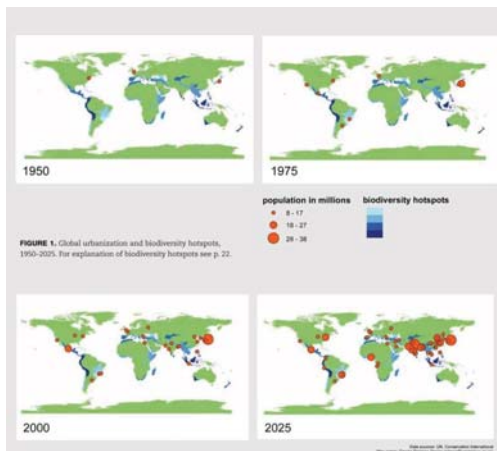 1950
1975
population in millions
8 - 17
18 - 27
28 - 38
biodiversity hotspots
FIGURE 1. Global urbanization and biodiversity hotspots,
1950–2025. For explanation of biodiversity hotspots see p. 22.
2000
2025
Data sources: UN, Conservation International